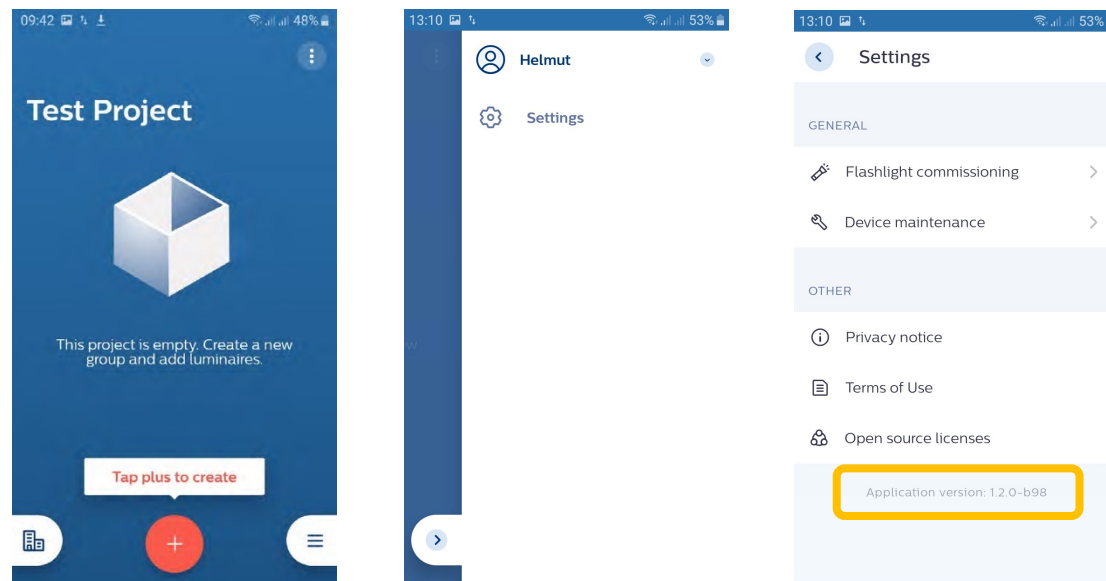 09:42
48%
Test Project
This project is empty. Create a new
group and add luminaires.
Tap plus to create
13:10
53%
Helmut
Settings
13:10
53%
Settings
GENERAL
Flashlight commissioning
Device maintenance
OTHER
Privacy notice
Terms of Use
Open source licenses
Application version: 1.2.0-b98